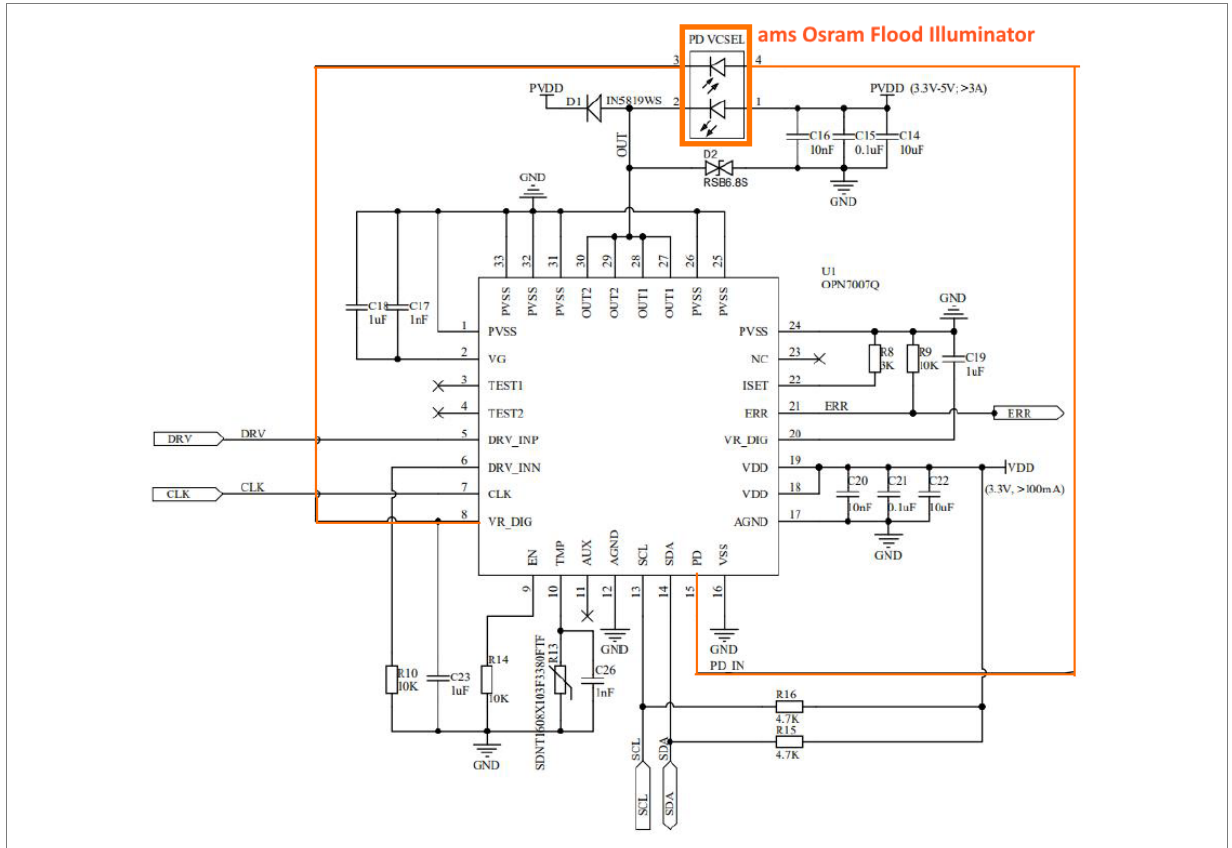 ams Osram Flood Illuminator
PD VCSEL
3
4
PVDD
D1
IN5819WS
2
1
PVDD (3.3V-5V; >3A)
OUT
C16
10nF
C15
0.1uF
C14
10uF
D2
RSB6.8S
GND
GND
33
32
31
30
29
28
27
26
25
PVSS
PVSS
PVSS
OUT2
OUT2
OUT1
OUT1
PVSS
PVSS
U1
OPN7007Q
C18
1uF
C17
1nF
GND
1
PVSS
PVSS
24
2
VG
NC
23
R8
3K
R9
10K
C19
1uF
3
TEST1
ISET
22
4
TEST2
ERR
21
ERR
ERR
DRV
DRV
5
DRV_INP
VR_DIG
20
6
DRV_INN
VDD
19
VDD
(3.3V, >100mA)
CLK
CLK
7
CLK
VDD
18
C20
10nF
C21
0.1uF
C22
10uF
8
VR_DIG
AGND
17
GND
EN
TMP
AUX
AGND
SCL
SDA
PD
VSS
9
10
11
12
13
14
15
16
GND
GND
PD_IN
R10
10K
C23
1uF
R14
10K
SDNT1608X103F3380FTF
R13
C26
1nF
GND
R16
4.7K
R15
4.7K
SCL
SDA
SCL
SDA